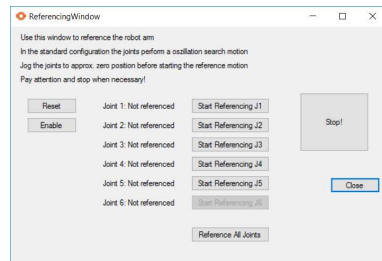 ReferencingWindow
Use this window to reference the robot arm
In the standard configuration the joints perform a oszillation search motion
Jog the joints to approx. zero position before starting the reference motion
Pay attention and stop when necessary!
Reset Joint 1: Not referenced Start Referencing J1 Stop!
Enable Joint 2: Not referenced Start Referencing J2
Joint 3: Not referenced Start Referencing J3
Joint 4: Not referenced Start Referencing J4
Joint 5: Not referenced Start Referencing J5 Close
Joint 6: Not referenced Start Referencing J6
Reference All Joints